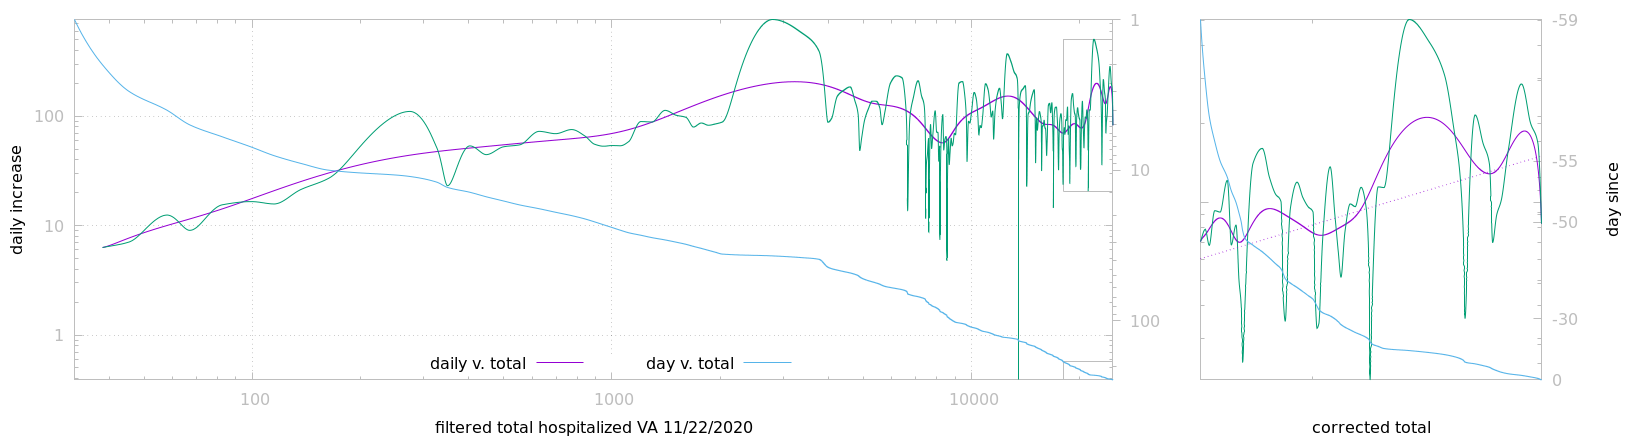 daily increase
100
10
1
100
1000
10000
daily v. total
day v. total
filtered total hospitalized VA 11/22/2020
1
10
100
-59
-55
-50
-30
0
day since
corrected total